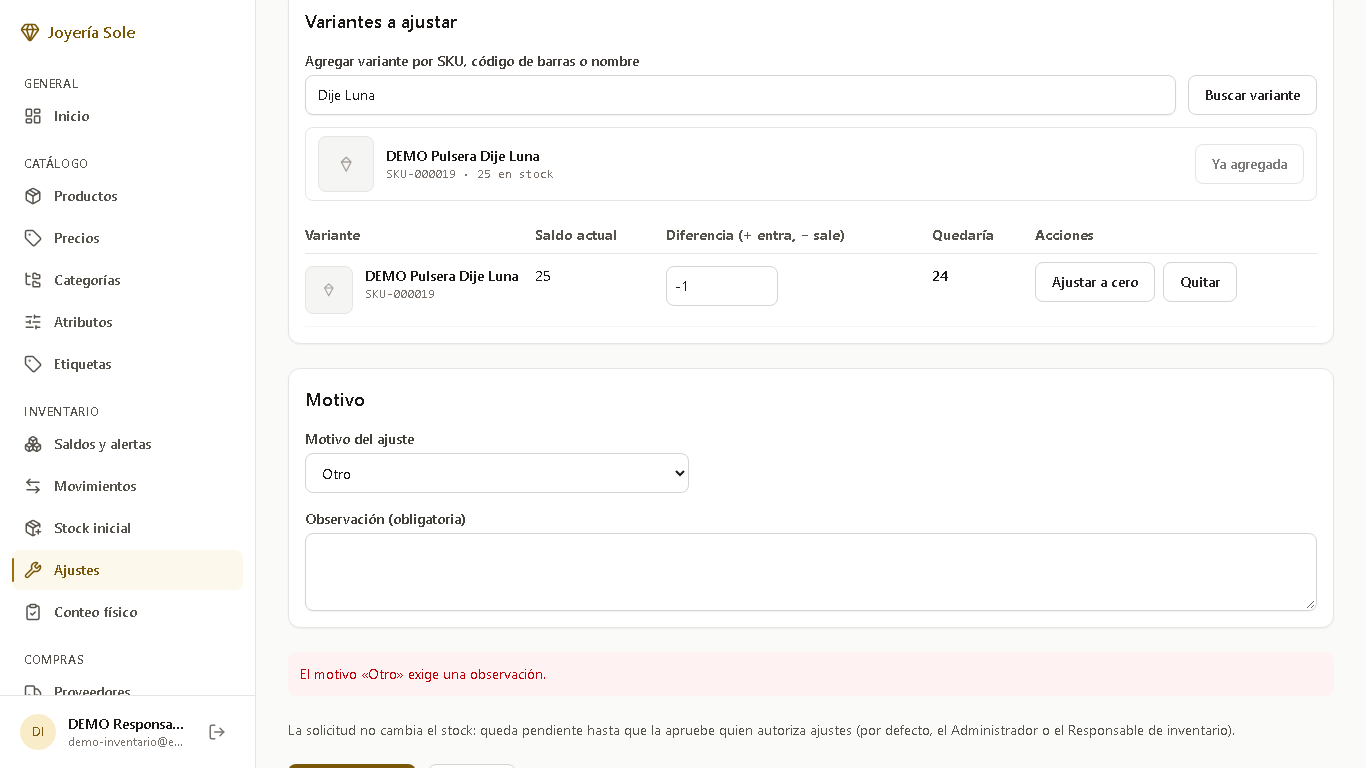 Joyería Sole
GENERAL
Inicio
CATÁLOGO
Productos
Precios
Categorías
Atributos
Etiquetas
INVENTARIO
Saldos y alertas
Movimientos
Stock inicial
Ajustes
Conteo físico
COMPRAS
Proveedores
DI
DEMO Responsa...
demo-inventario@e...
Variantes a ajustar
Agregar variante por SKU, código de barras o nombre
Dije Luna
Buscar variante
DEMO Pulsera Dije Luna
SKU-000019 • 25 en stock
Ya agregada
Variante Saldo actual Diferencia (+ entra, − sale) Quedaría Acciones
DEMO Pulsera Dije Luna 25 -1 24 Ajustar a cero Quitar
SKU-000019
Motivo
Motivo del ajuste
Otro
Observación (obligatoria)
El motivo «Otro» exige una observación.
La solicitud no cambia el stock: queda pendiente hasta que la apruebe quien autoriza ajustes (por defecto, el Administrador o el Responsable de inventario).